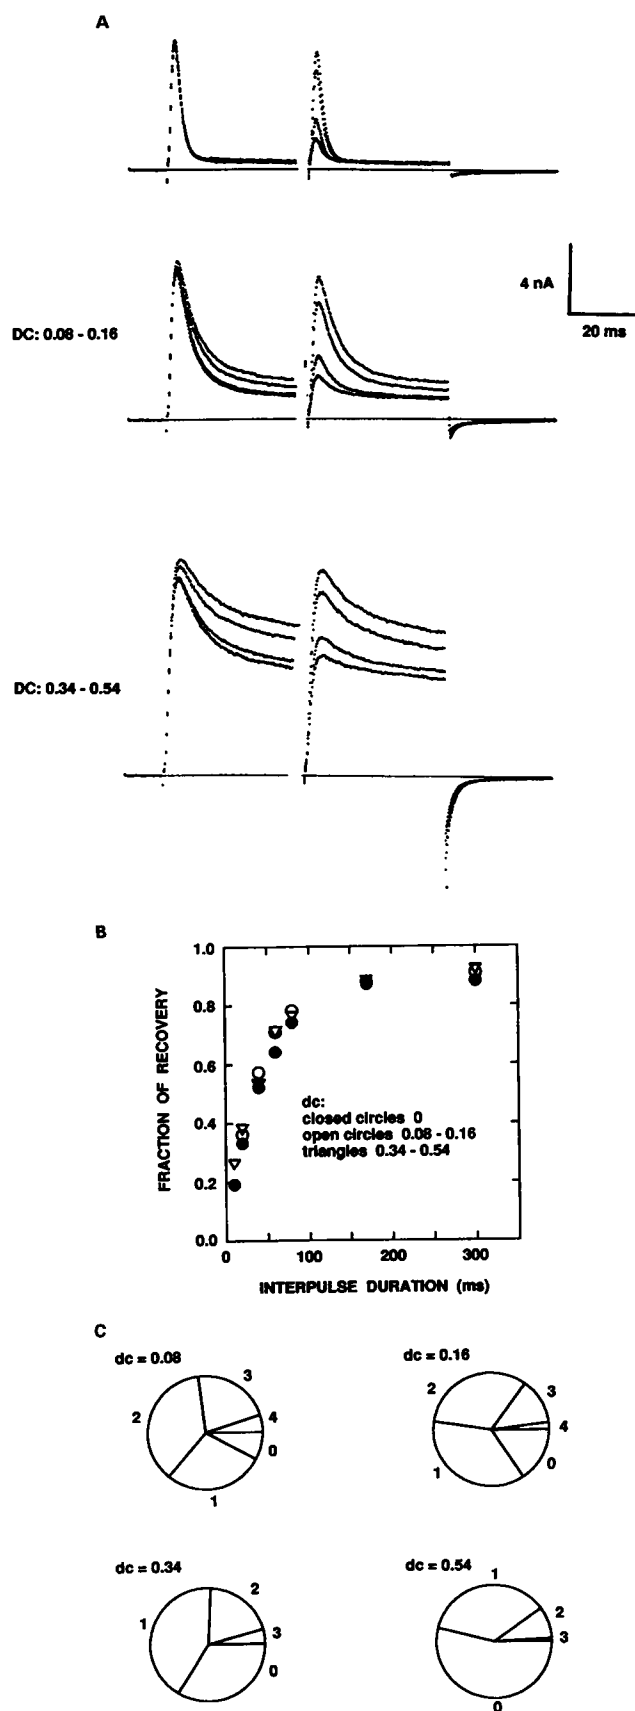 A
4 nA
20 ms
DC: 0.08 - 0.16
DC: 0.34 - 0.54
B
FRACTION OF RECOVERY
1.0
0.8
0.6
0.4
0.2
0.0
dc:
closed circles 0
open circles 0.08 - 0.16
triangles 0.34 - 0.54
0
100
200
300
INTERPULSE DURATION (ms)
C
dc = 0.08
3
2
4
0
1
dc = 0.16
2
3
4
1
0
dc = 0.34
2
1
3
0
dc = 0.54
1
2
3
0